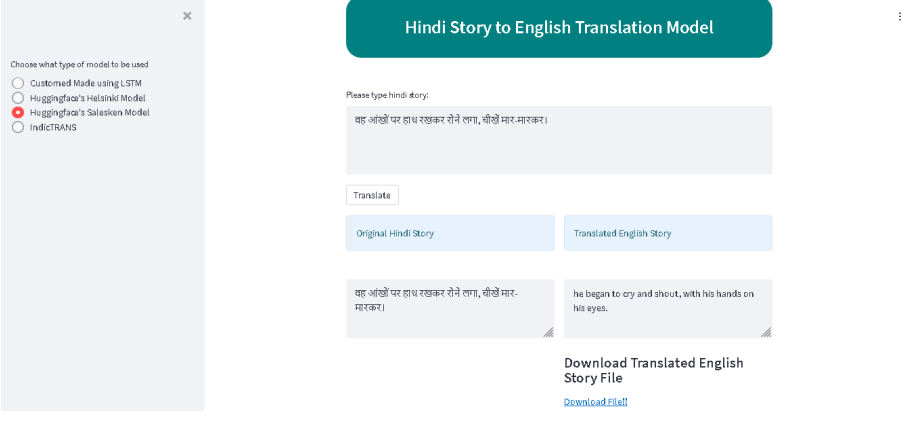 Hindi Story to English Translation Model
Choose what type of model to be used
Customed Made using LSTM
Huggingface's Helsinki Model
Huggingface's Salesken Model
IndicTRANS
Please type hindi story:
वह आंखों पर हाथ रखकर रोने लगा, चीखें मार-मारकर।
Translate
Original Hindi Story
Translated English Story
वह आंखों पर हाथ रखकर रोने लगा, चीखें मार-
मारकर।
he began to cry and shout, with his hands on
his eyes.
Download Translated English
Story File
Download File!!